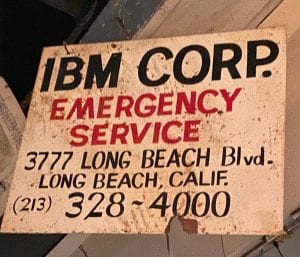 IBM CORP.
EMERGENCY
SERVICE
3777 LONG BEACH Blvd.
LONG BEACH, CALIF.
(213) 328~4000